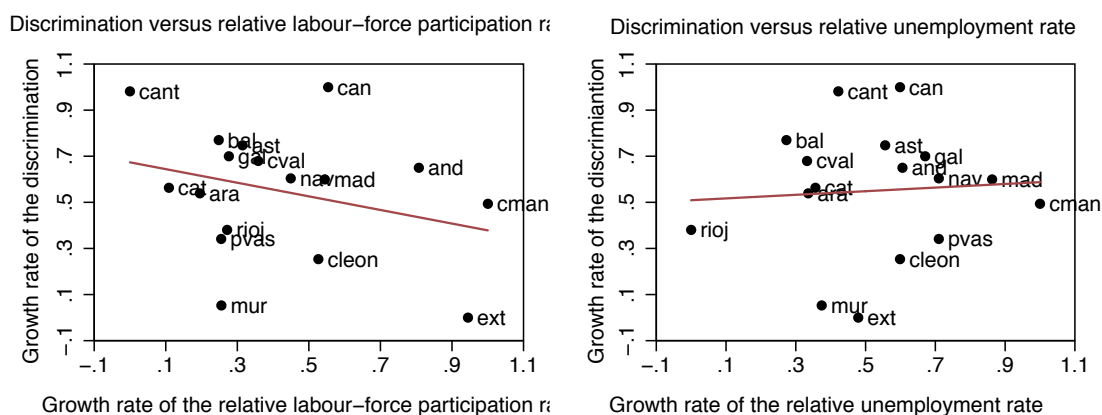 Discrimination versus relative labour−force participation ra
Growth rate of the discrimination
1.1
.9
.7
.5
.3
.1
−.1
cant
can
bal
ast
gal
cval
and
nav
mad
cat
ara
cman
rioj
pvas
cleon
mur
ext
−.1
.1
.3
.5
.7
.9
1.1
Growth rate of the relative labour−force participation ra
Discrimination versus relative unemployment rate
Growth rate of the discrimiantion
1.1
.9
.7
.5
.3
.1
−.1
can
cant
bal
ast
cval
gal
and
nav
mad
cat
ara
cman
rioj
pvas
cleon
mur
ext
−.1
.1
.3
.5
.7
.9
1.1
Growth rate of the relative unemployment rate